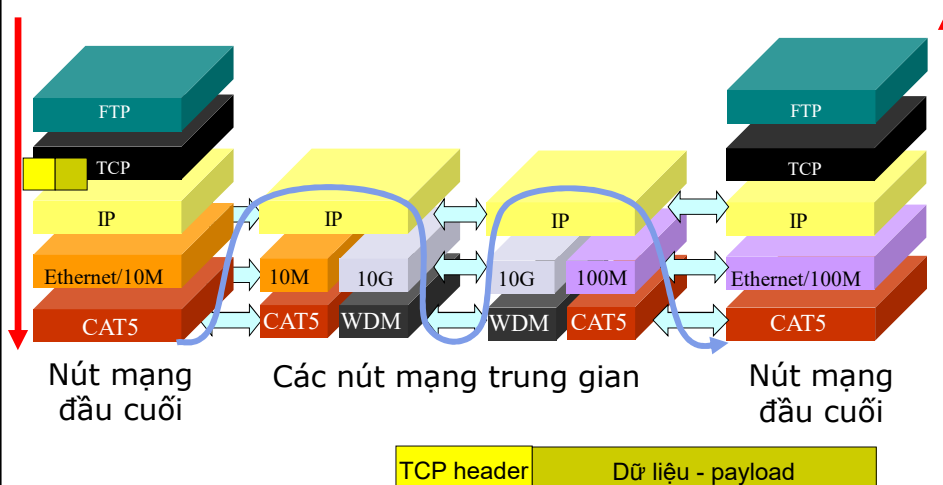 FTP
TCP
IP
Ethernet/10M
CAT5
IP
10M
10G
CAT5
WDM
IP
10G
100M
WDM
CAT5
FTP
TCP
IP
Ethernet/100M
CAT5
Nút mạng
đầu cuối
Các nút mạng trung gian
Nút mạng
đầu cuối
TCP header
Dữ liệu - payload